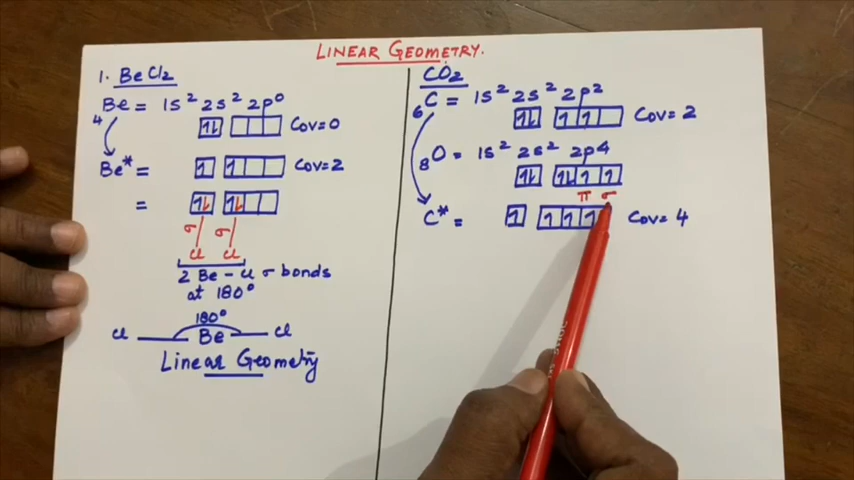 LINEAR GEOMETRY.
1. BeCl2
4Be = 1s² 2s² 2p⁰
↿⇂ Cov=0
Be* = ↿ ↿ Cov=2
= ↿⇂ ↿⇂
σ σ
Cl Cl
2 Be-Cl σ bonds
at 180°
180°
Cl Be Cl
Linear Geometry
CO2
6C = 1s² 2s² 2p²
↿⇂ ↿ ↿ Cov=2
8O = 1s² 2s² 2p4
↿⇂ ↿⇂ ↿ ↿
π σ
C* = ↿ ↿ ↿ ↿ Cov=4